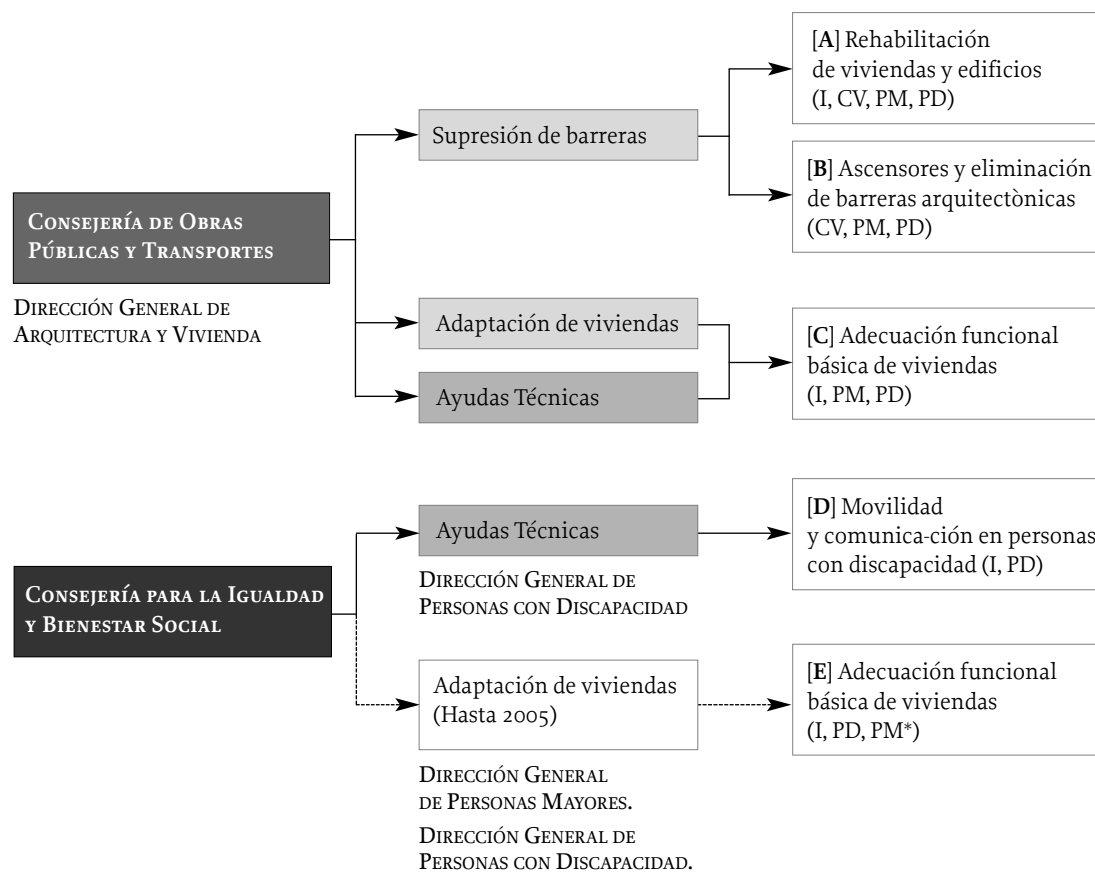 [A] Rehabilitación
de viviendas y edificios
(I, CV, PM, PD)
Supresión de barreras
[B] Ascensores y eliminación
de barreras arquitectònicas
(CV, PM, PD)
Consejería de Obras
Públicas y Transportes
Dirección General de
Arquitectura y Vivienda
Adaptación de viviendas
Ayudas Técnicas
[C] Adecuación funcional
básica de viviendas
(I, PM, PD)
Ayudas Técnicas
Dirección General de
Personas con Discapacidad
[D] Movilidad
y comunica-ción en personas
con discapacidad (I, PD)
Consejería para la Igualdad
y Bienestar Social
Adaptación de viviendas
(Hasta 2005)
Dirección General
de Personas Mayores.
Dirección General de
Personas con Discapacidad.
[E] Adecuación funcional
básica de viviendas
(I, PD, PM*)